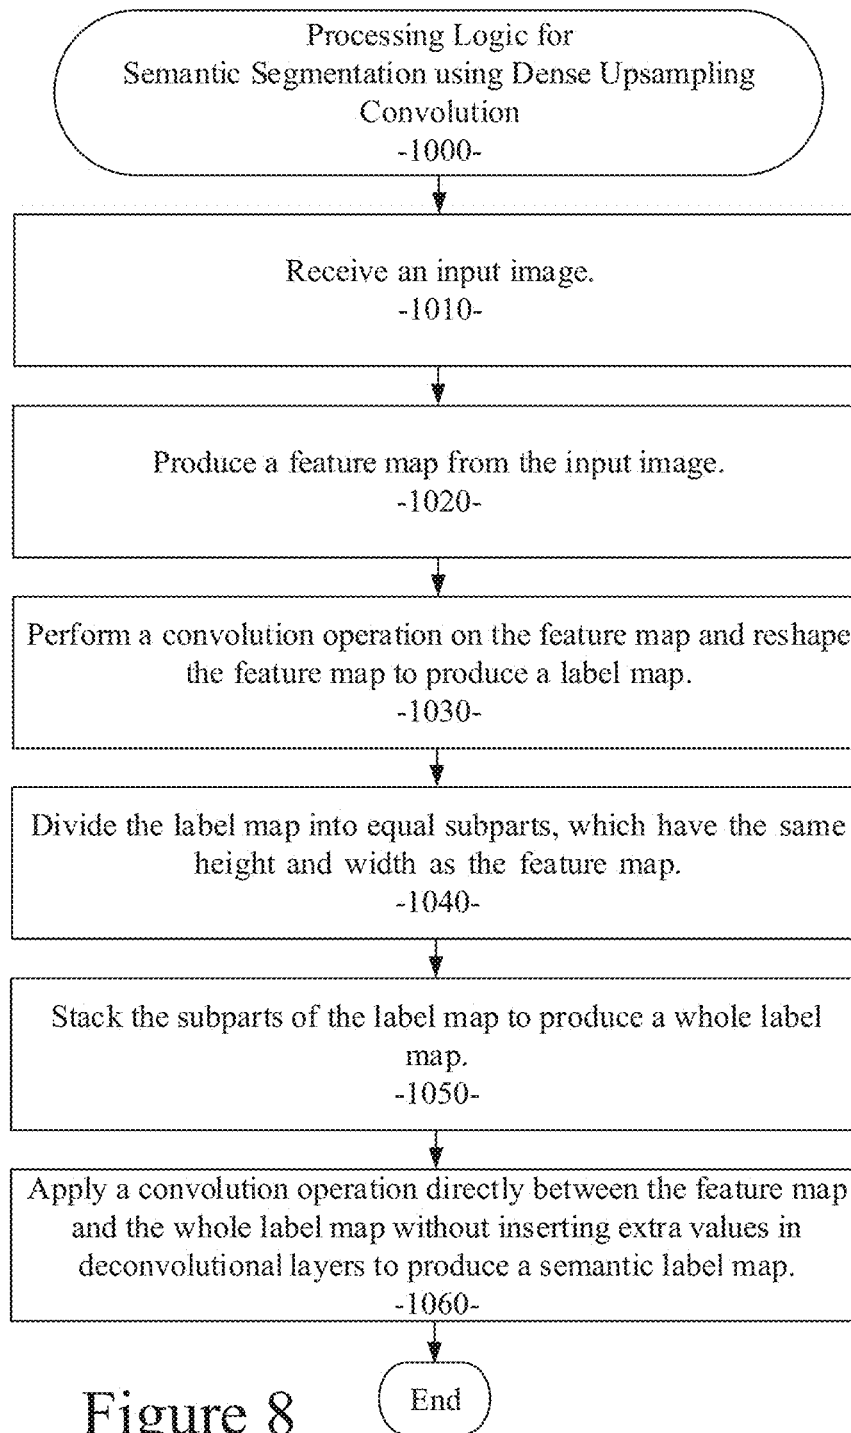 Processing Logic for
Semantic Segmentation using Dense Upsampling
Convolution
-1000-
Receive an input image.
-1010-
Produce a feature map from the input image.
-1020-
Perform a convolution operation on the feature map and reshape
the feature map to produce a label map.
-1030-
Divide the label map into equal subparts, which have the same
height and width as the feature map.
-1040-
Stack the subparts of the label map to produce a whole label
map.
-1050-
Apply a convolution operation directly between the feature map
and the whole label map without inserting extra values in
deconvolutional layers to produce a semantic label map.
-1060-
End
Figure 8